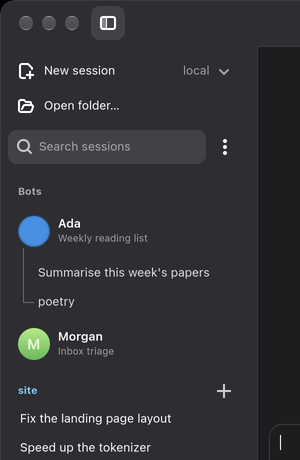 New session local
Open folder...
Search sessions
Bots
Ada
Weekly reading list
Summarise this week's papers
poetry
M
Morgan
Inbox triage
site
Fix the landing page layout
Speed up the tokenizer